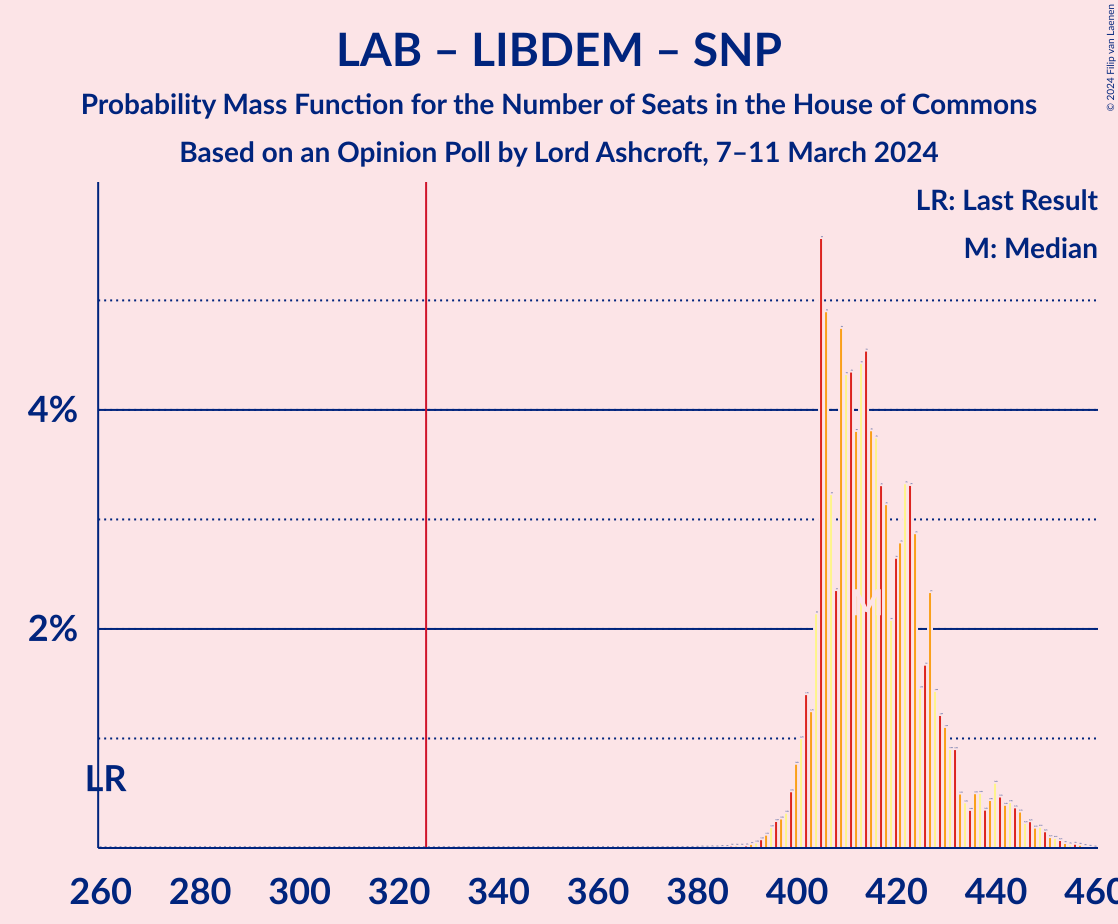 LAB – LIBDEM – SNP
Probability Mass Function for the Number of Seats in the House of Commons
Based on an Opinion Poll by Lord Ashcroft, 7–11 March 2024
© 2024 Filip van Laenen
LR: Last Result
M: Median
4%
2%
M
LR
260 280 300 320 340 360 380 400 420 440 460